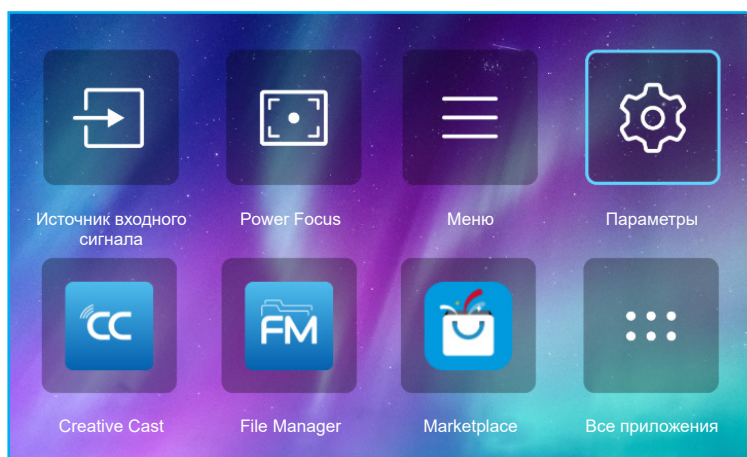 Источник входного
сигнала
Power Focus
Меню
Параметры
CC
FM
Creative Cast
File Manager
Marketplace
Все приложения